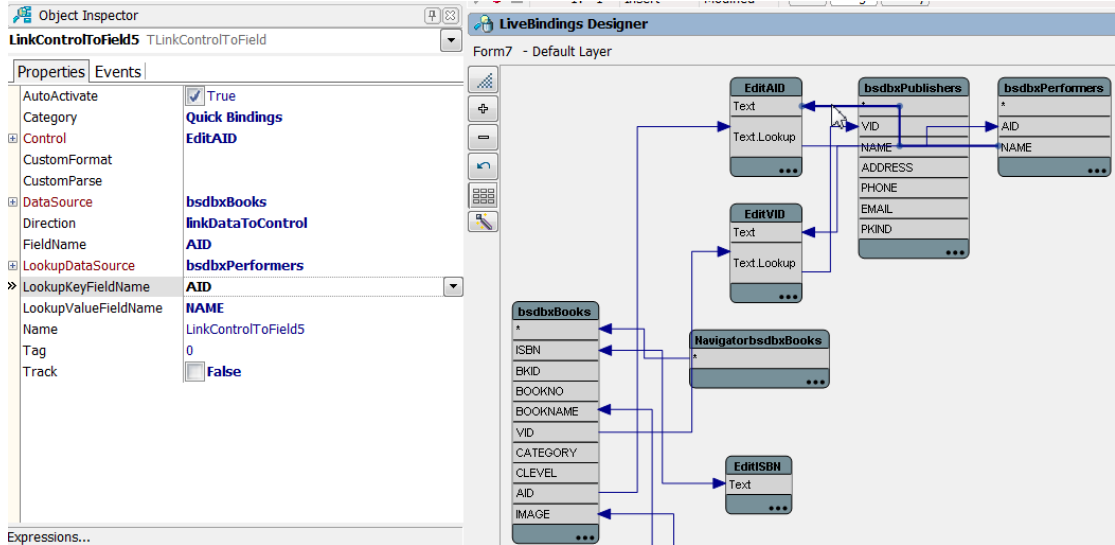 Object Inspector
LinkControlToField5 TLinkControlToField
Properties Events
AutoActivate True
Category Quick Bindings
Control EditAID
CustomFormat
CustomParse
DataSource bsdbxBooks
Direction linkDataToControl
FieldName AID
LookupDataSource bsdbxPerformers
LookupKeyFieldName AID
LookupValueFieldName NAME
Name LinkControlToField5
Tag 0
Track False
Expressions...
LiveBindings Designer
Form7 - Default Layer
EditAID
Text
Text.Lookup
bsdbxPublishers
*
VID
NAME
ADDRESS
PHONE
EMAIL
PKIND
bsdbxPerformers
*
AID
NAME
EditVID
Text
Text.Lookup
bsdbxBooks
*
ISBN
BKID
BOOKNO
BOOKNAME
VID
CATEGORY
CLEVEL
AID
IMAGE
NavigatorbsdbxBooks
*
EditISBN
Text